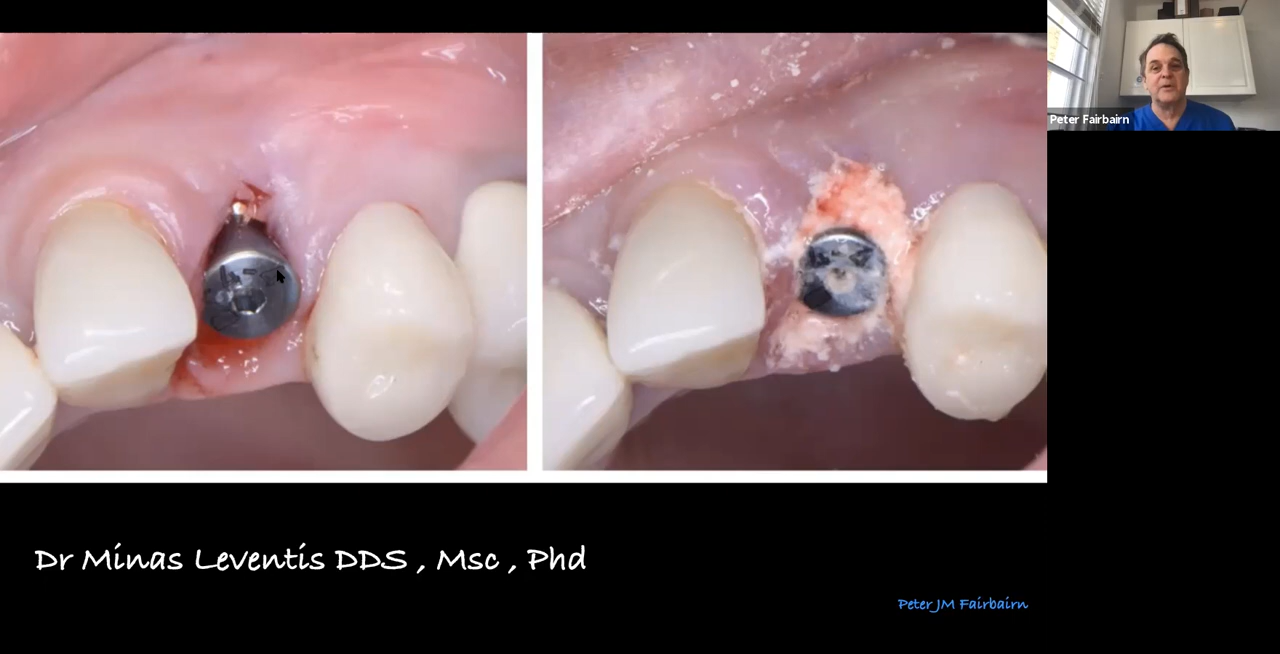 Peter Fairbairn
Dr Minas Leventis DDS , Msc , Phd
Peter JM Fairbairn